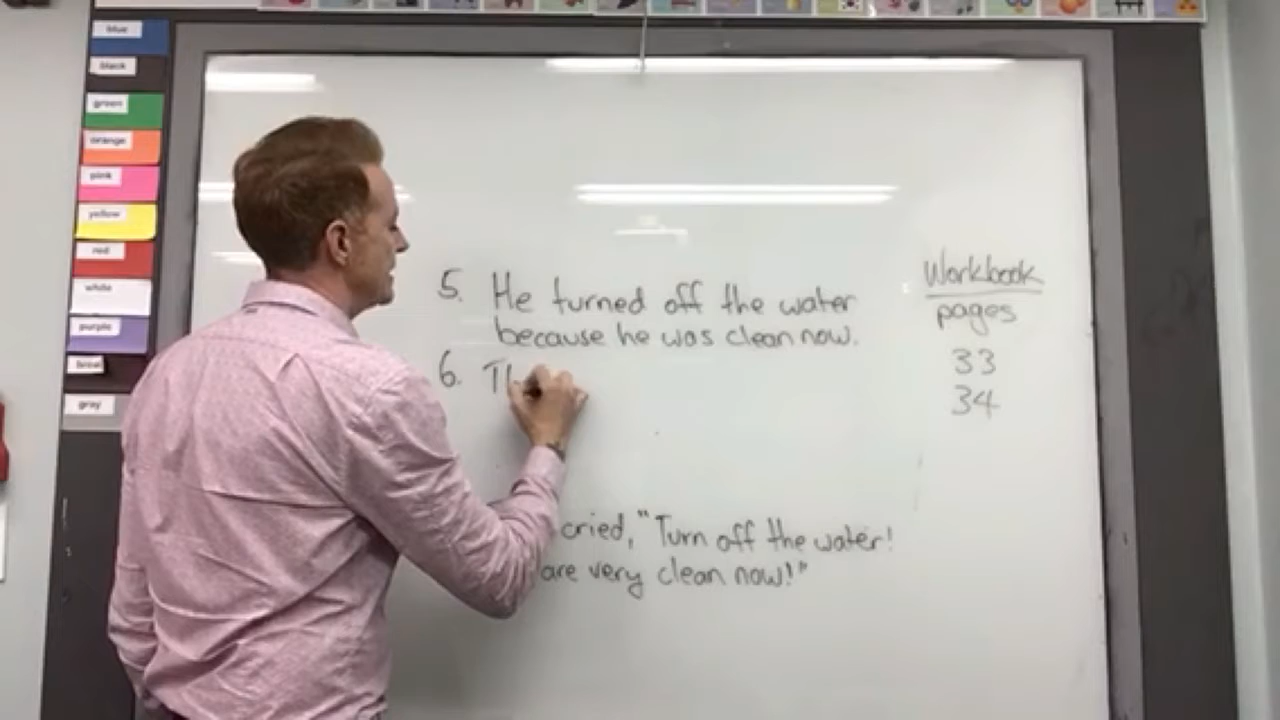 blue
black
green
orange
pink
yellow
red
white
purple
brown
gray
5. He turned off the water
because he was clean now.
6. Th
cried, "Turn off the water!
are very clean now!"
Workbook
pages
33
34